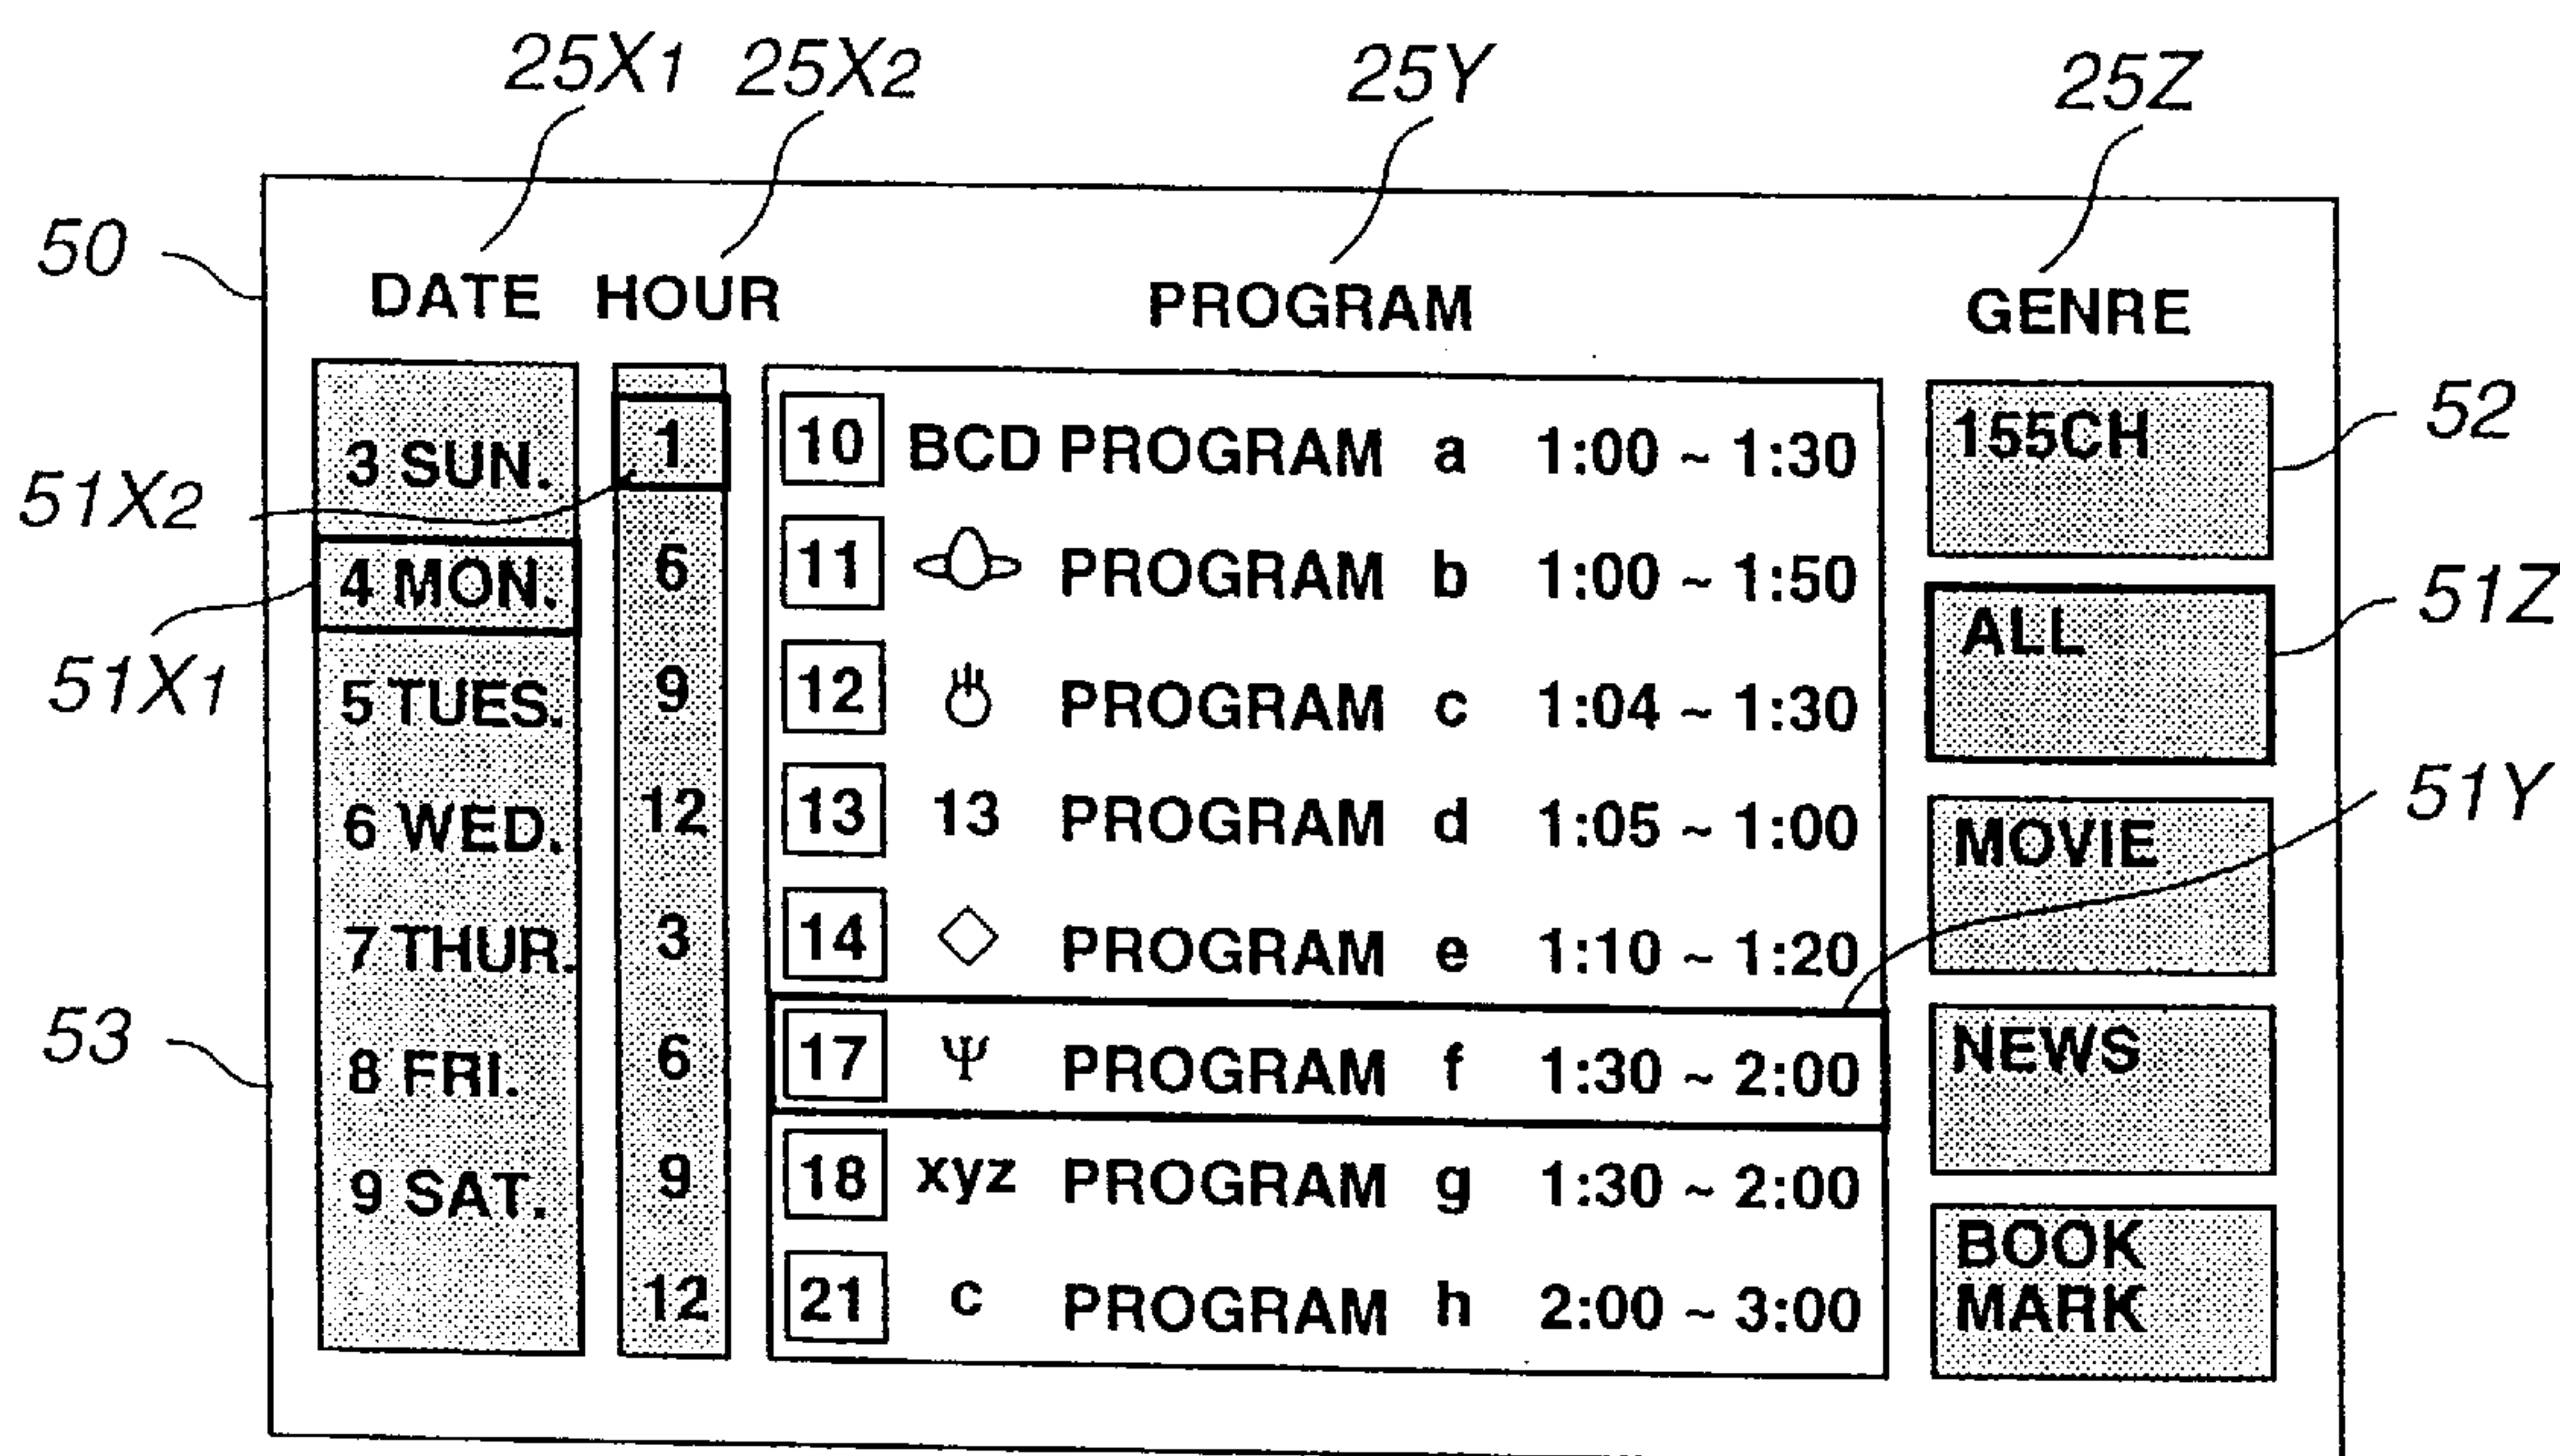 25X1 25X2 25Y 25Z
50
DATE HOUR PROGRAM GENRE
3 SUN.
4 MON.
5 TUES.
6 WED.
7 THUR.
8 FRI.
9 SAT.
1
6
9
12
3
6
9
12
10 BCD PROGRAM a 1:00 ~ 1:30
11 PROGRAM b 1:00 ~ 1:50
12 PROGRAM c 1:04 ~ 1:30
13 13 PROGRAM d 1:05 ~ 1:00
14 PROGRAM e 1:10 ~ 1:20
17 Ψ PROGRAM f 1:30 ~ 2:00
18 xyz PROGRAM g 1:30 ~ 2:00
21 c PROGRAM h 2:00 ~ 3:00
155CH
ALL
MOVIE
NEWS
BOOK
MARK
51X2
51X1
53
52
51Z
51Y